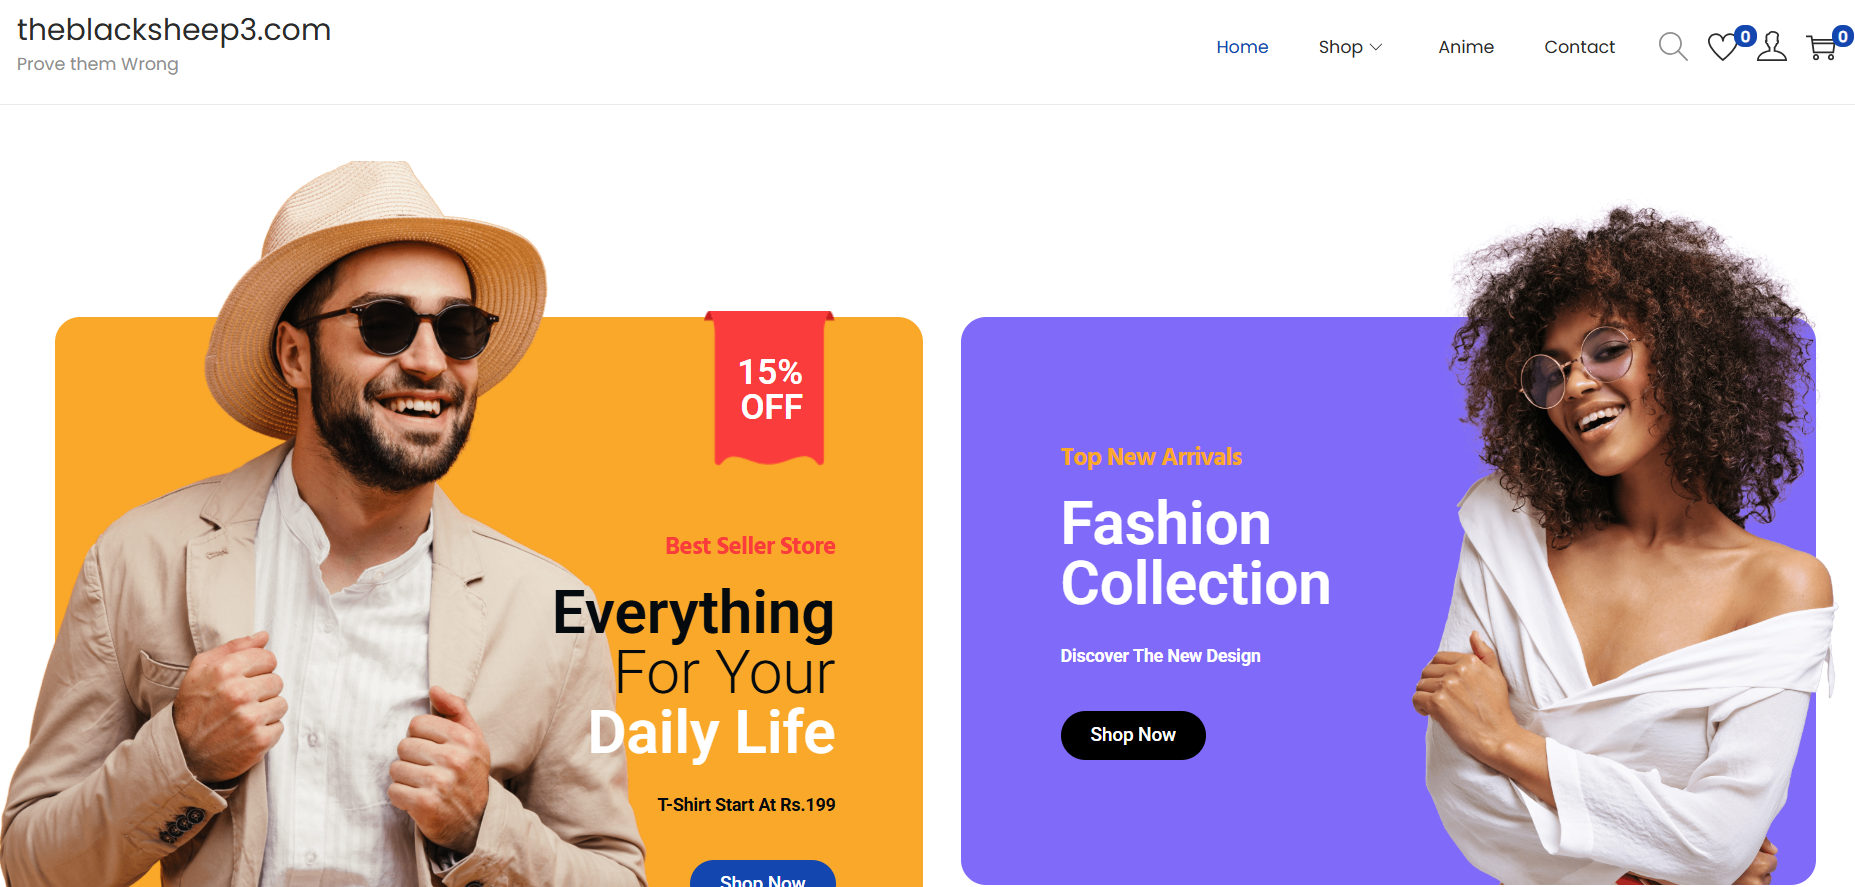 theblacksheep3.com
Prove them Wrong
Home
Shop
Anime
Contact
0
0
15%
OFF
Best Seller Store
Everything
For Your
Daily Life
T-Shirt Start At Rs.199
Shop Now
Top New Arrivals
Fashion
Collection
Discover The New Design
Shop Now